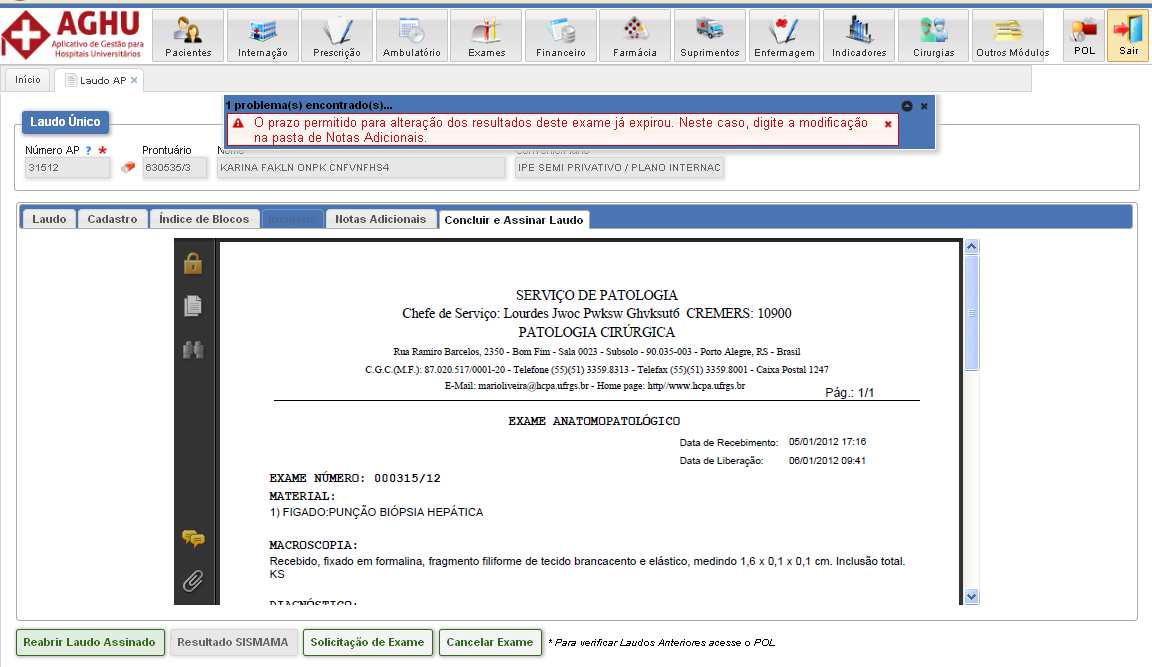 AGHU
Aplicativo de Gestão para
Hospitais Universitários
Pacientes
Internação
Prescrição
Ambulatório
Exames
Financeiro
Farmácia
Suprimentos
Enfermagem
Indicadores
Cirurgias
Outros Módulos
POL
Sair
Início
Laudo AP
1 problema(s) encontrado(s)...
O prazo permitido para alteração dos resultados deste exame já expirou. Neste caso, digite a modificação
na pasta de Notas Adicionais.
Laudo Único
Número AP ? *
Prontuário
Nome
31512
630535/3
KARINA FAKLN ONPK CNFVNFHS4
IPE SEMI PRIVATIVO / PLANO INTERNAC
Laudo
Cadastro
Índice de Blocos
Notas Adicionais
Concluir e Assinar Laudo
SERVIÇO DE PATOLOGIA
Chefe de Serviço: Lourdes Jwoc Pwksw Ghvksut6 CREMERS: 10900
PATOLOGIA CIRÚRGICA
Rua Ramiro Barcelos, 2350 - Bom Fim - Sala 0023 - Subsolo - 90.035-003 - Porto Alegre, RS - Brasil
C.G.C.(M.F.): 87.020.517/0001-20 - Telefone (55)(51) 3359.8313 - Telefax (55)(51) 3359.8001 - Caixa Postal 1247
E-Mail: marioliveira@hcpa.ufrgs.br - Home page: http//www.hcpa.ufrgs.br
Pág.: 1/1
EXAME ANATOMOPATOLÓGICO
Data de Recebimento: 05/01/2012 17:16
Data de Liberação: 06/01/2012 09:41
EXAME NÚMERO: 000315/12
MATERIAL:
1) FIGADO:PUNÇÃO BIÓPSIA HEPÁTICA
MACROSCOPIA:
Recebido, fixado em formalina, fragmento filiforme de tecido brancacento e elástico, medindo 1,6 x 0,1 x 0,1 cm. Inclusão total.
KS
DIAGNÓSTICO:
Reabrir Laudo Assinado
Resultado SISMAMA
Solicitação de Exame
Cancelar Exame
* Para verificar Laudos Anteriores acesse o POL